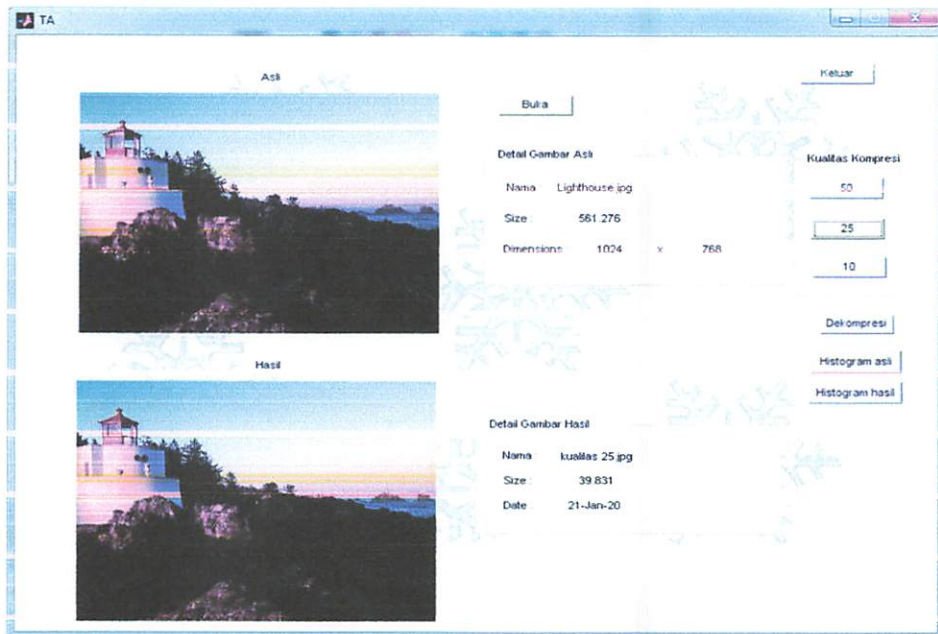 TA
Asli
Keluar
Buka
Detail Gambar Asli
Kualitas Kompresi
Nama Lighthouse.jpg
50
Size : 561.276
25
Dimensions 1024 x 768
10
Dekompresi
Histogram asli
Histogram hasil
Hasil
Detail Gambar Hasil
Nama kualitas 25.jpg
Size : 39.831
Date : 21-Jan-20